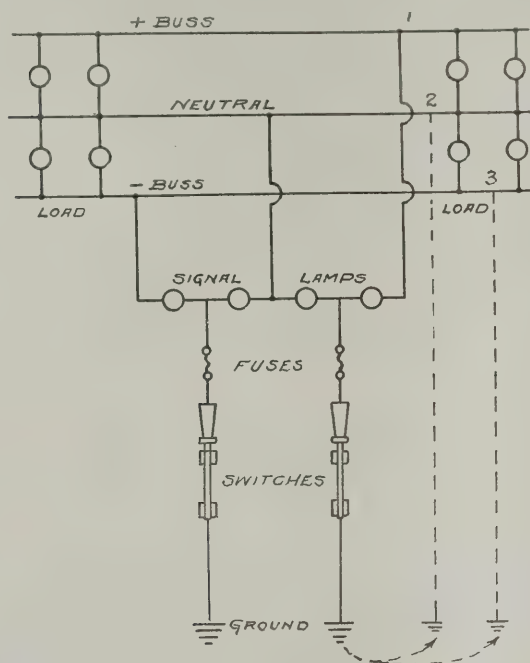 + BUSS 1
NEUTRAL 2
- BUSS 3
LOAD LOAD
SIGNAL LAMPS
FUSES
SWITCHES
GROUND